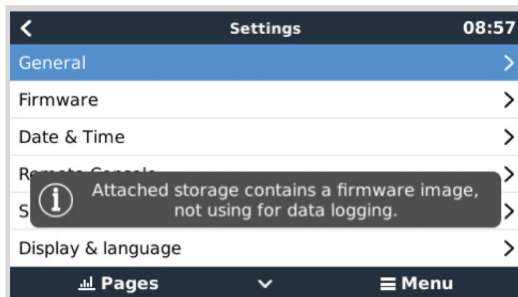 Settings 08:57
General
Firmware
Date & Time
Attached storage contains a firmware image,
not using for data logging.
Display & language
Pages Menu